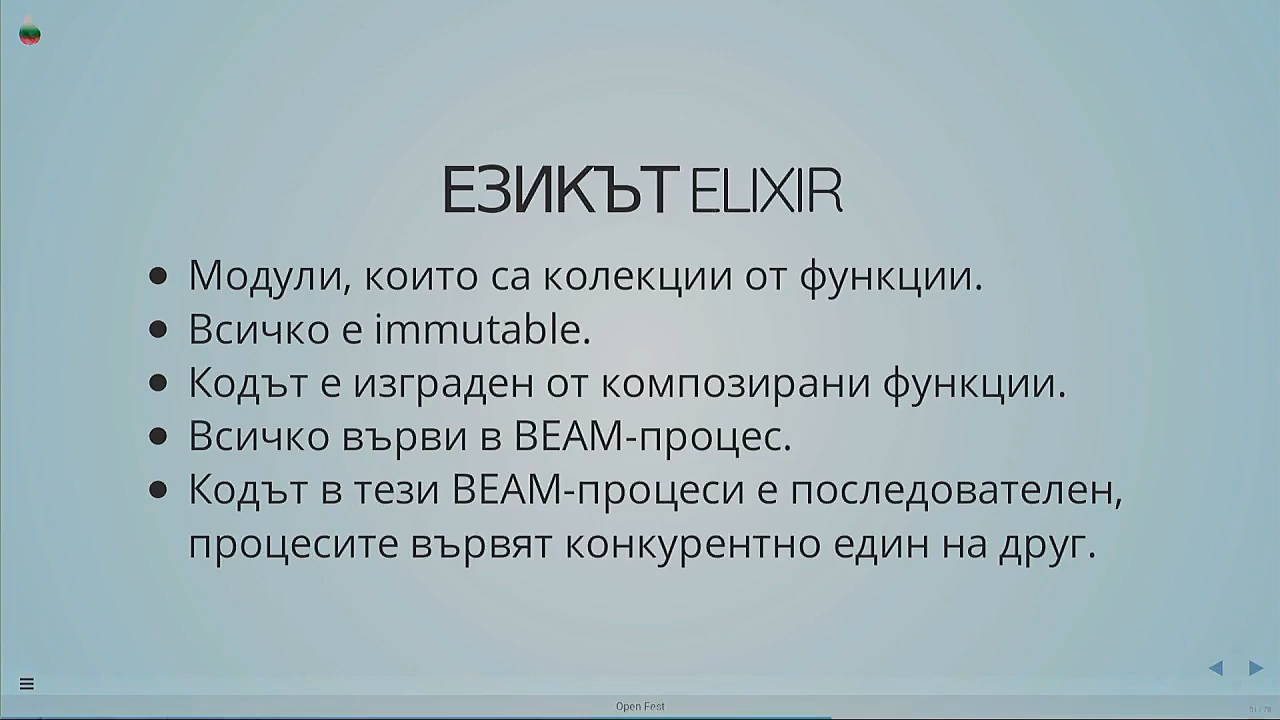 ЕЗИКЪТ ELIXIR
Модули, които са колекции от функции.
Всичко е immutable.
Кодът е изграден от композирани функции.
Всичко върви в BEAM-процес.
Кодът в тези BEAM-процеси е последователен,
процесите вървят конкурентно един на друг.
Open Fest